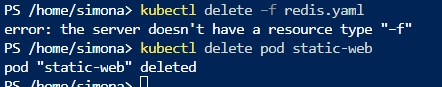 PS /home/simona> kubectl delete –f redis.yaml
error: the server doesn't have a resource type "–f"
PS /home/simona> kubectl delete pod static-web
pod "static-web" deleted
PS /home/simona>